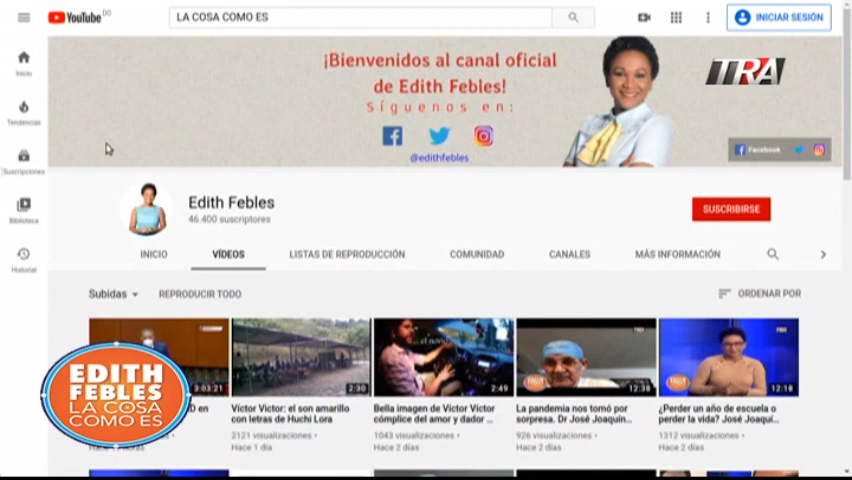 YouTube DO
LA COSA COMO ES
INICIAR SESIÓN
Inicio
Tendencias
Suscripciones
Biblioteca
Historial
¡Bienvenidos al canal oficial
de Edith Febles!
Síguenos en:
@edithfebles
TRA
Facebook
Edith Febles
46.400 suscriptores
SUSCRIBIRSE
INICIO
VÍDEOS
LISTAS DE REPRODUCCIÓN
COMUNIDAD
CANALES
MÁS INFORMACIÓN
Subidas
REPRODUCIR TODO
ORDENAR POR
3:03:21
2:30
2:49
12:38
12:18
EDITH
FEBLES
LA COSA
COMO ES
D en
Víctor Víctor: el son amarillo
con letras de Huchi Lora
2121 visualizaciones •
Hace 1 día
Bella imagen de Víctor Víctor
cómplice del amor y dador ...
1043 visualizaciones •
Hace 2 días
La pandemia nos tomó por
sorpresa. Dr José Joaquín...
926 visualizaciones •
Hace 2 días
¿Perder un año de escuela o
perder la vida? José Joaquí...
1312 visualizaciones •
Hace 2 días